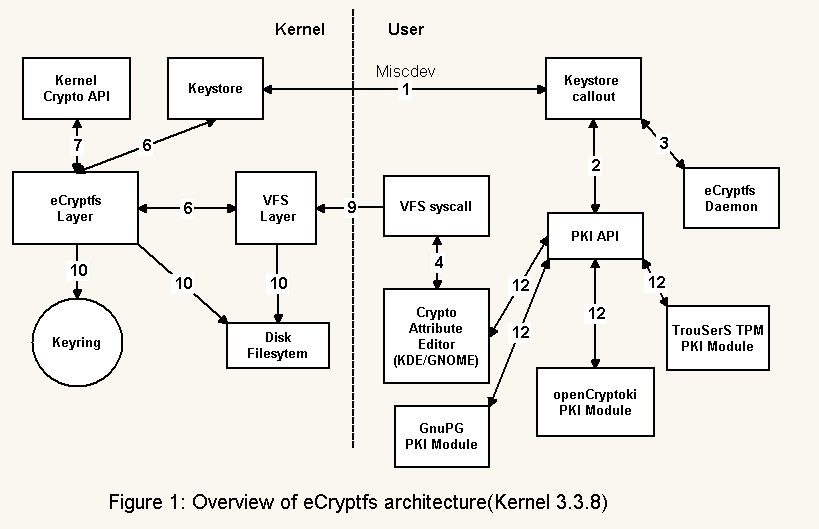 Kernel
User
Kernel
Crypto API
Keystore
Miscdev
1
Keystore
callout
7
6
2
3
eCryptfs
Layer
6
VFS
Layer
9
VFS syscall
eCryptfs
Daemon
PKI API
10
10
10
4
12
12
12
12
Keyring
Disk
Filesytem
Crypto
Attribute
Editor
(KDE/GNOME)
TrouSerS TPM
PKI Module
openCryptoki
PKI Module
GnuPG
PKI Module
Figure 1: Overview of eCryptfs architecture(Kernel 3.3.8)